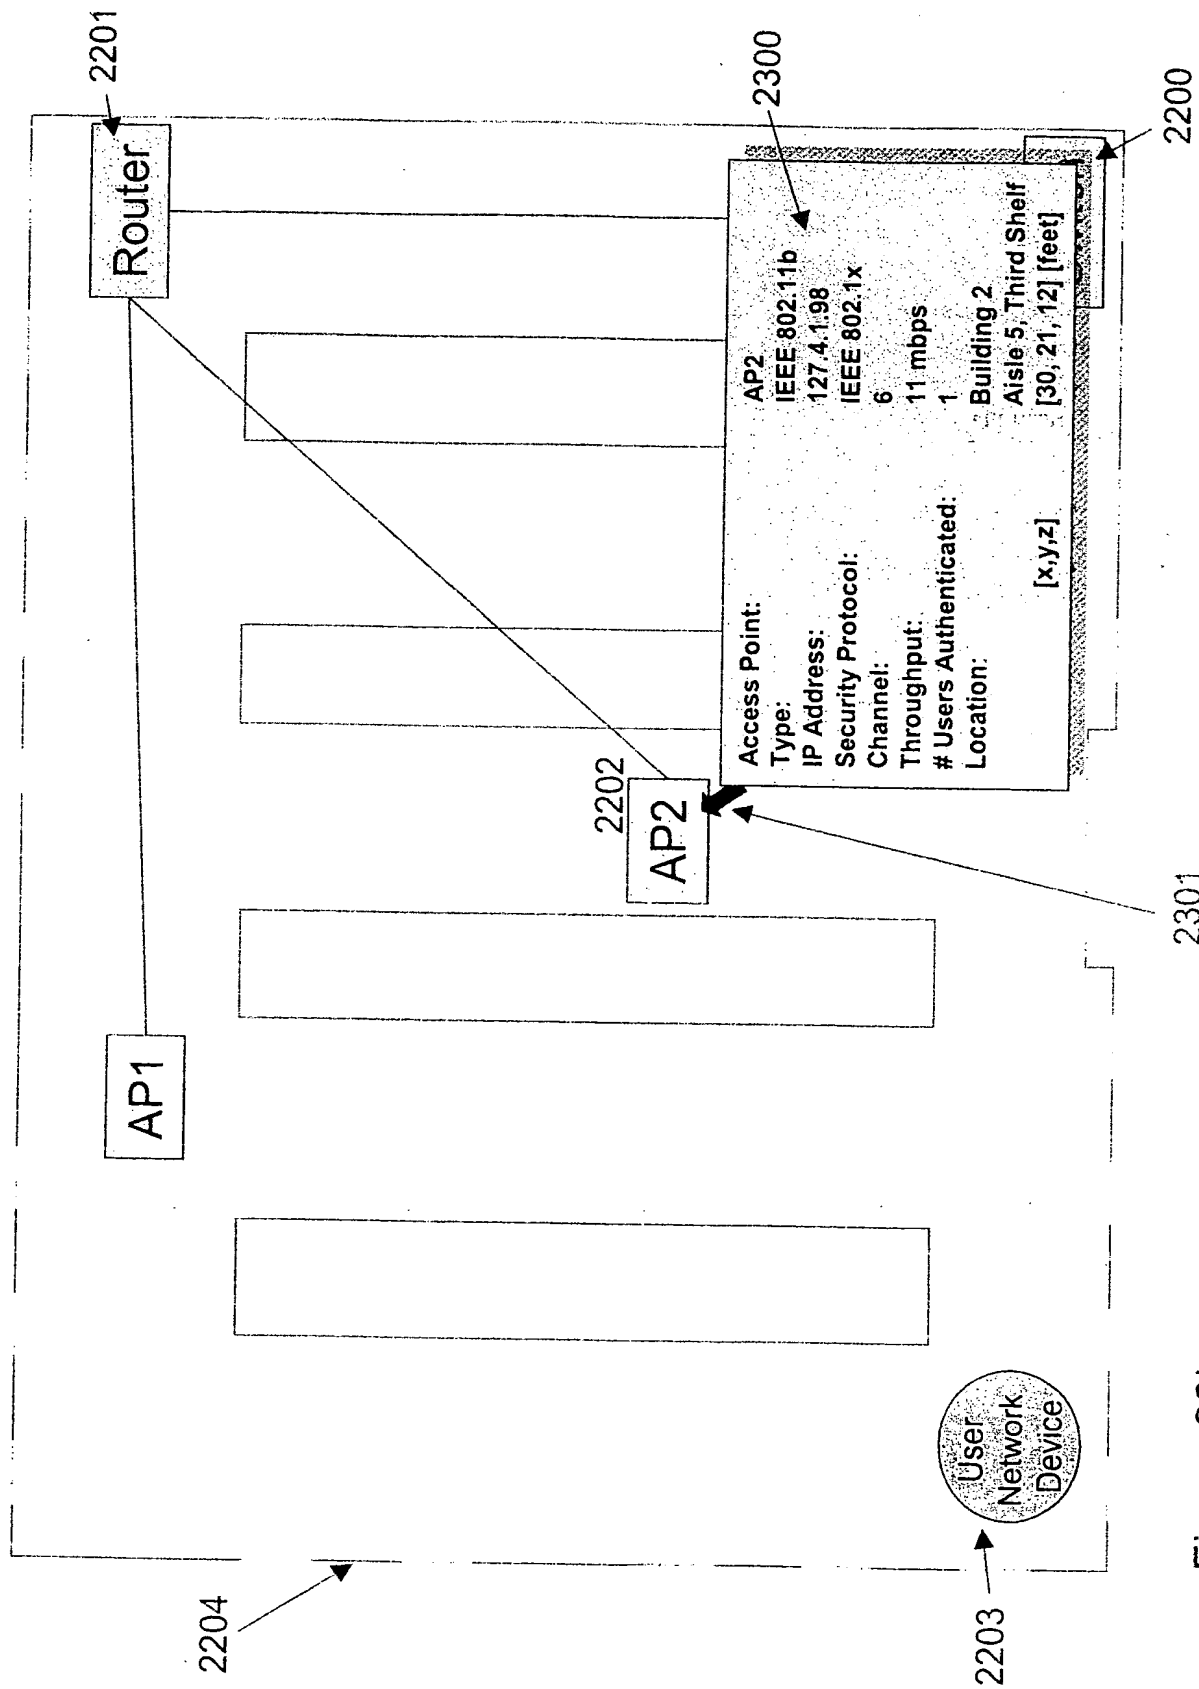 2204
2201
Router
AP1
2202
AP2
2300
Access Point: AP2
Type: IEEE 802.11b
IP Address: 127.4.1.98
Security Protocol: IEEE 802.1x
Channel: 6
Throughput: 11 mbps
# Users Authenticated: 1
Location: Building 2
Aisle 5, Third Shelf
[x,y,z] [30, 21, 12] [feet]
User
Network
Device
2203
2301
2200